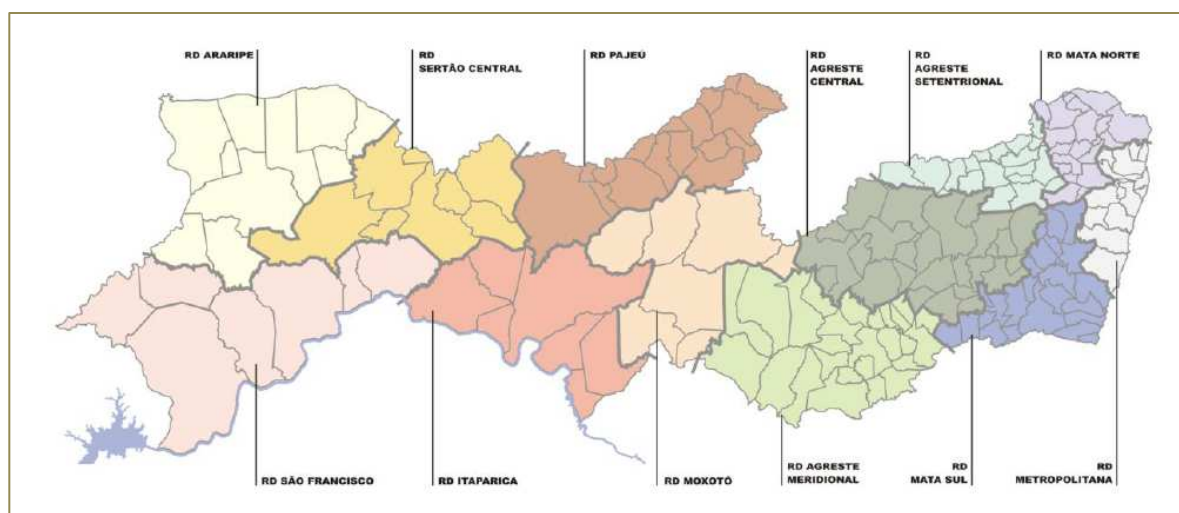 RD ARARIPE
RD
SERTÃO CENTRAL
RD PAJEÚ
RD
AGRESTE
CENTRAL
RD
AGRESTE
SETENTRIONAL
RD MATA NORTE
RD SÃO FRANCISCO
RD ITAPARICA
RD MOXOTÓ
RD AGRESTE
MERIDIONAL
RD
MATA SUL
RD
METROPOLITANA